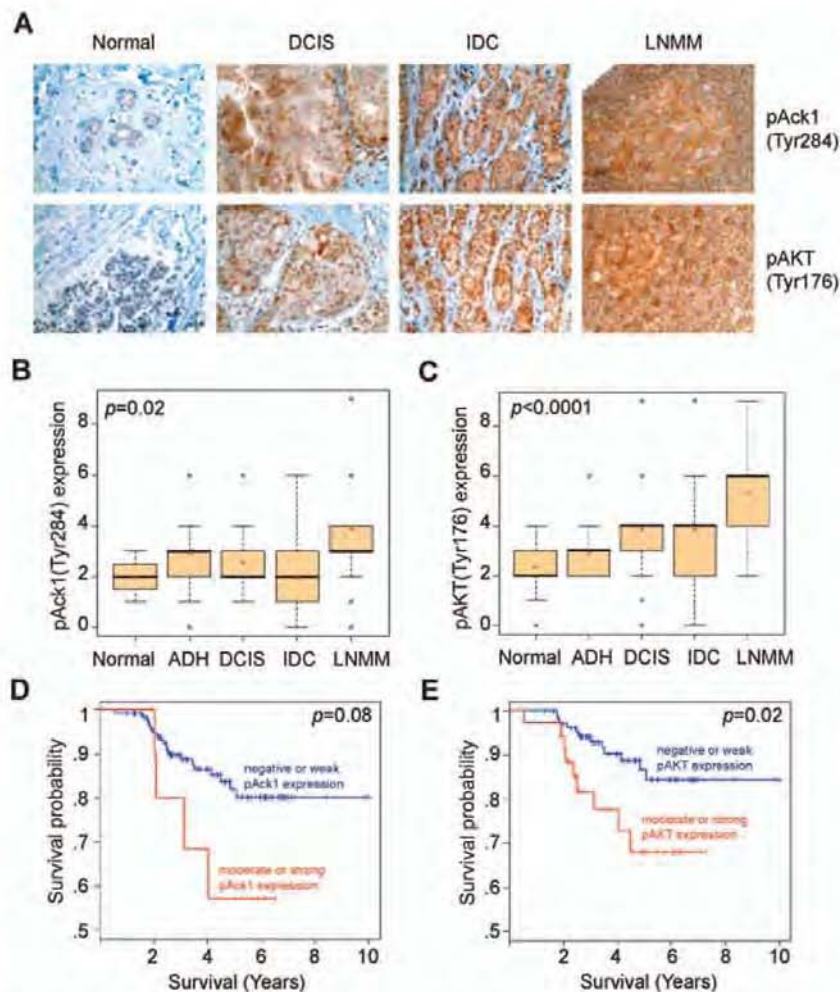 A
Normal DCIS IDC LNMM
pAck1
(Tyr284)
pAKT
(Tyr176)
B
p=0.02
pAck1(Tyr284) expression
8
6
4
2
0
Normal ADH DCIS IDC LNMM
C
p<0.0001
pAKT(Tyr176) expression
8
6
4
2
0
Normal ADH DCIS IDC LNMM
D
p=0.08
Survival probability
1
.9
.8
.7
.6
.5
negative or weak
pAck1 expression
moderate or strong
pAck1 expression
2 4 6 8 10
Survival (Years)
E
p=0.02
Survival probability
1
.9
.8
.7
.6
.5
negative or weak
pAKT expression
moderate or strong
pAKT expression
2 4 6 8 10
Survival (Years)